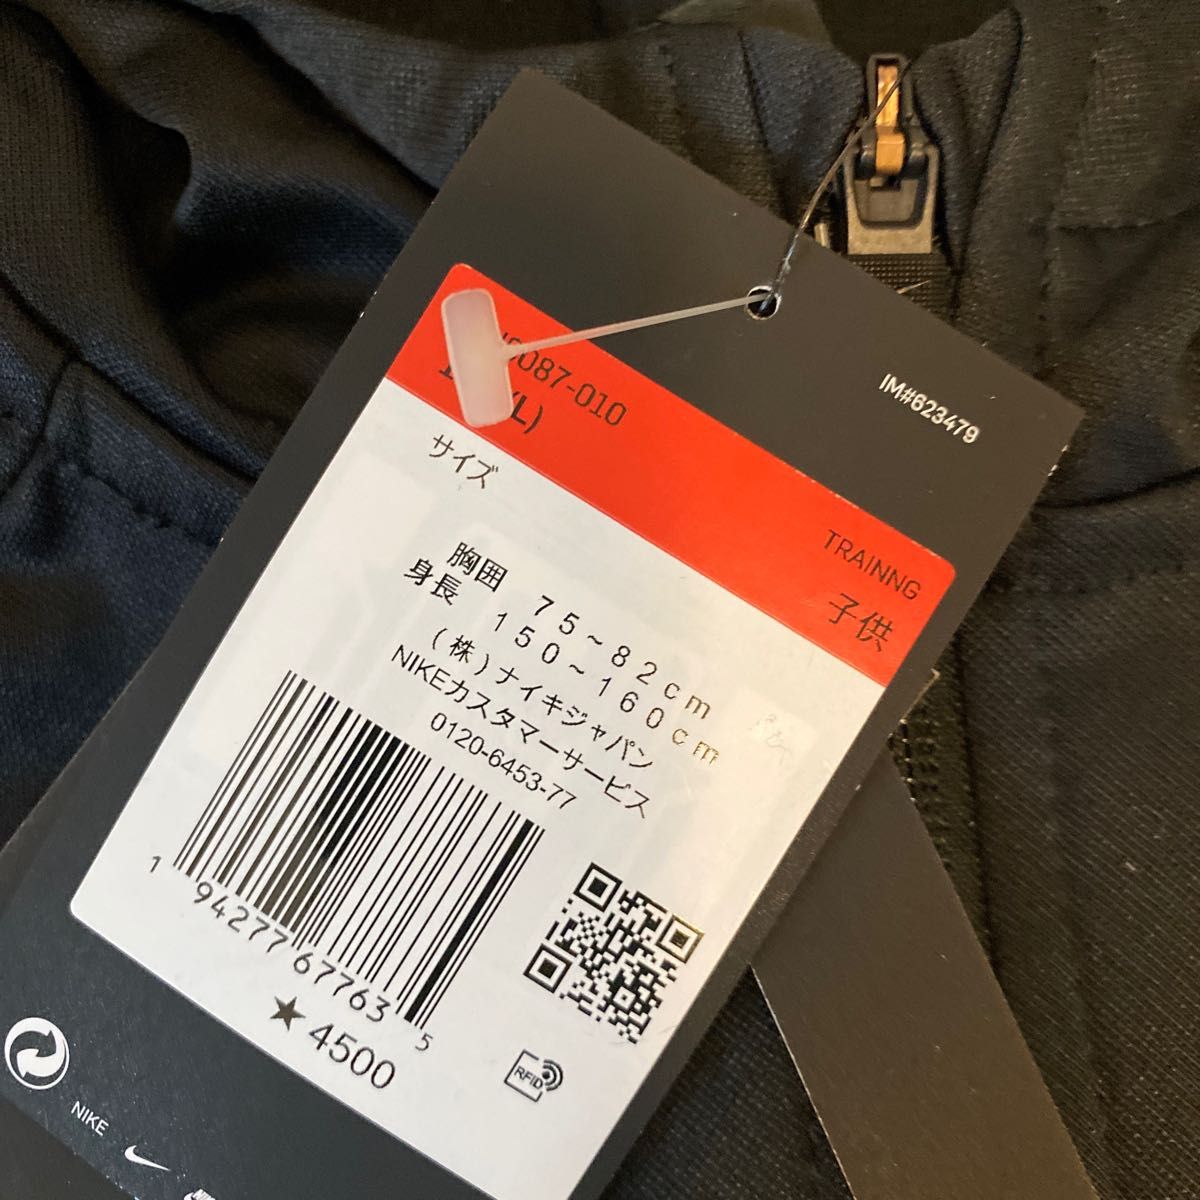 IM#623479
087-010
(L)
TRAINNG
子供
サイズ
胸囲 75~82cm
身長 150~160cm
(株)ナイキジャパン
NIKEカスタマーサービス
0120-6453-77
1 94277 67763 5
★ 4500
RFID
NIKE